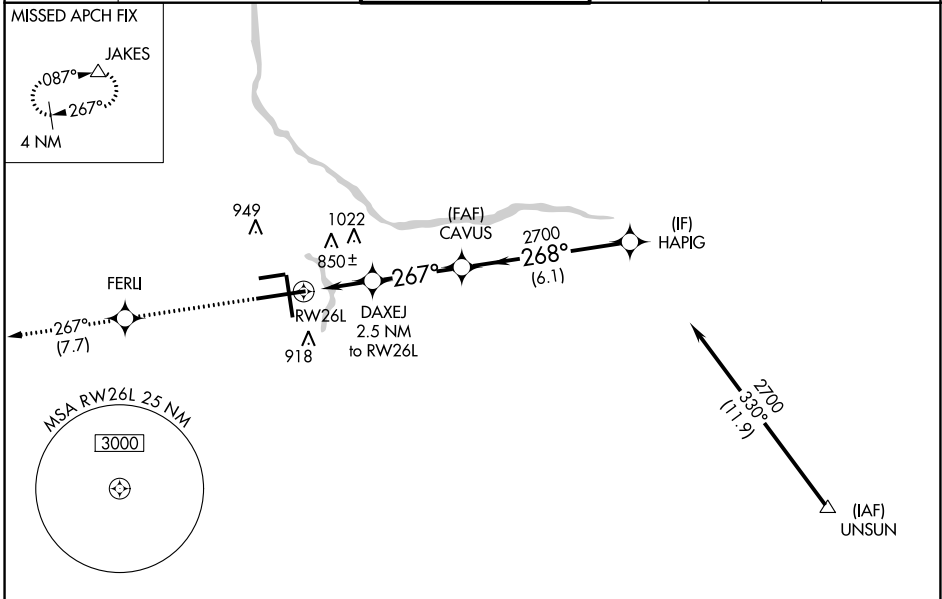 MISSED APCH FIX
JAKES
087°
267°
4 NM
949
1022
850 ±
(FAF)
CAVUS
2700
268°
(6.1)
(IF)
HAPIG
267°
FERLI
RW26L
DAXEJ
2.5 NM
to RW26L
918
267°
(7.7)
MSA RW26L 25 NM
3000
2700
330°
(11.9)
(IAF)
UNSUN